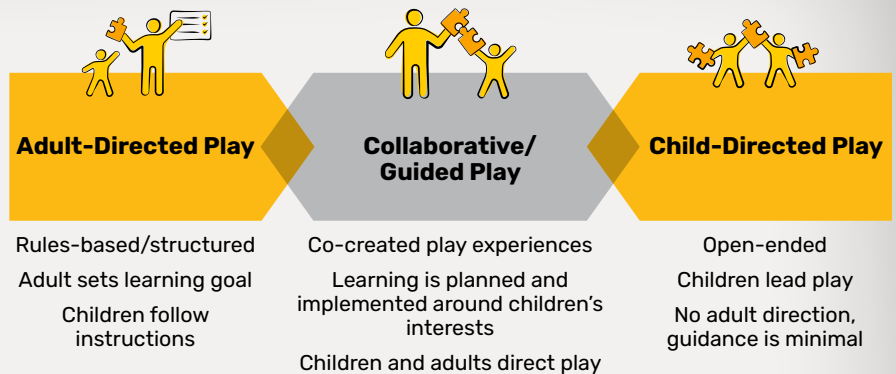 Adult-Directed Play
Collaborative/
Guided Play
Child-Directed Play
Rules-based/structured
Adult sets learning goal
Children follow
instructions
Co-created play experiences
Learning is planned and
implemented around children’s
interests
Children and adults direct play
Open-ended
Children lead play
No adult direction,
guidance is minimal